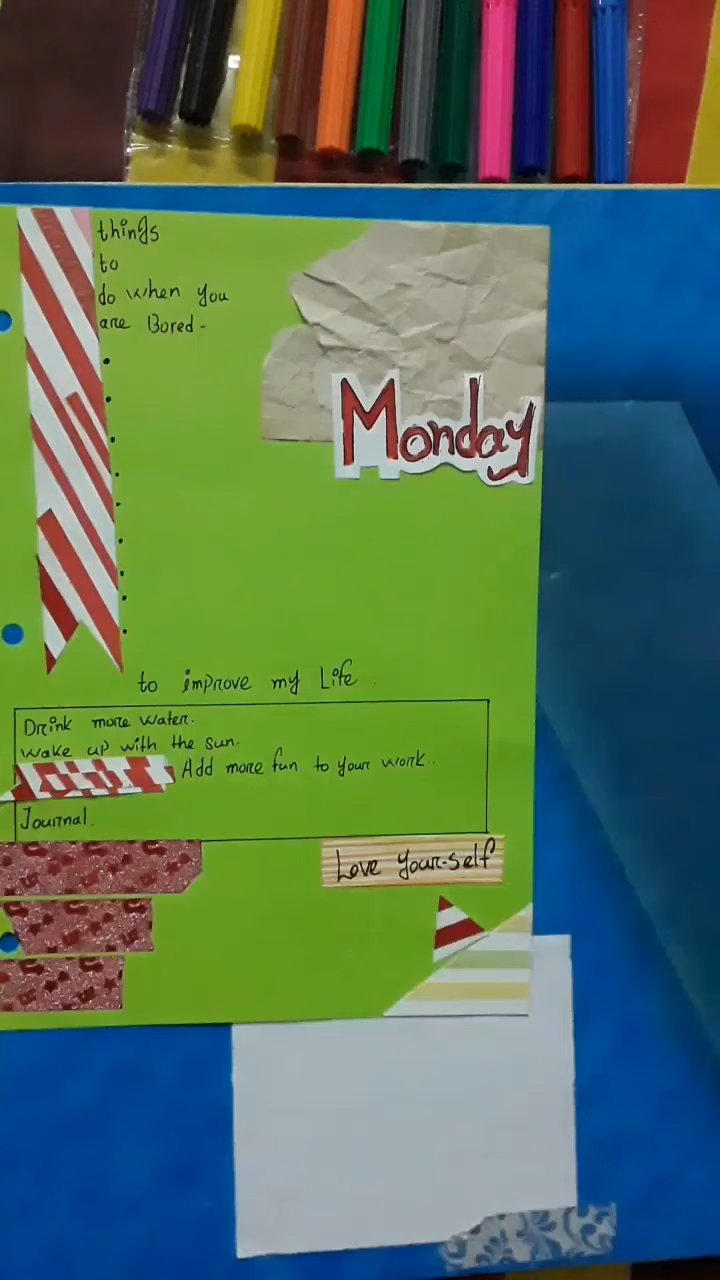 things
to
do when you
are Bored-
Monday
to improve my Life.
Drink more water.
wake up with the sun.
Add more fun to your work..
Journal.
Love Your-self